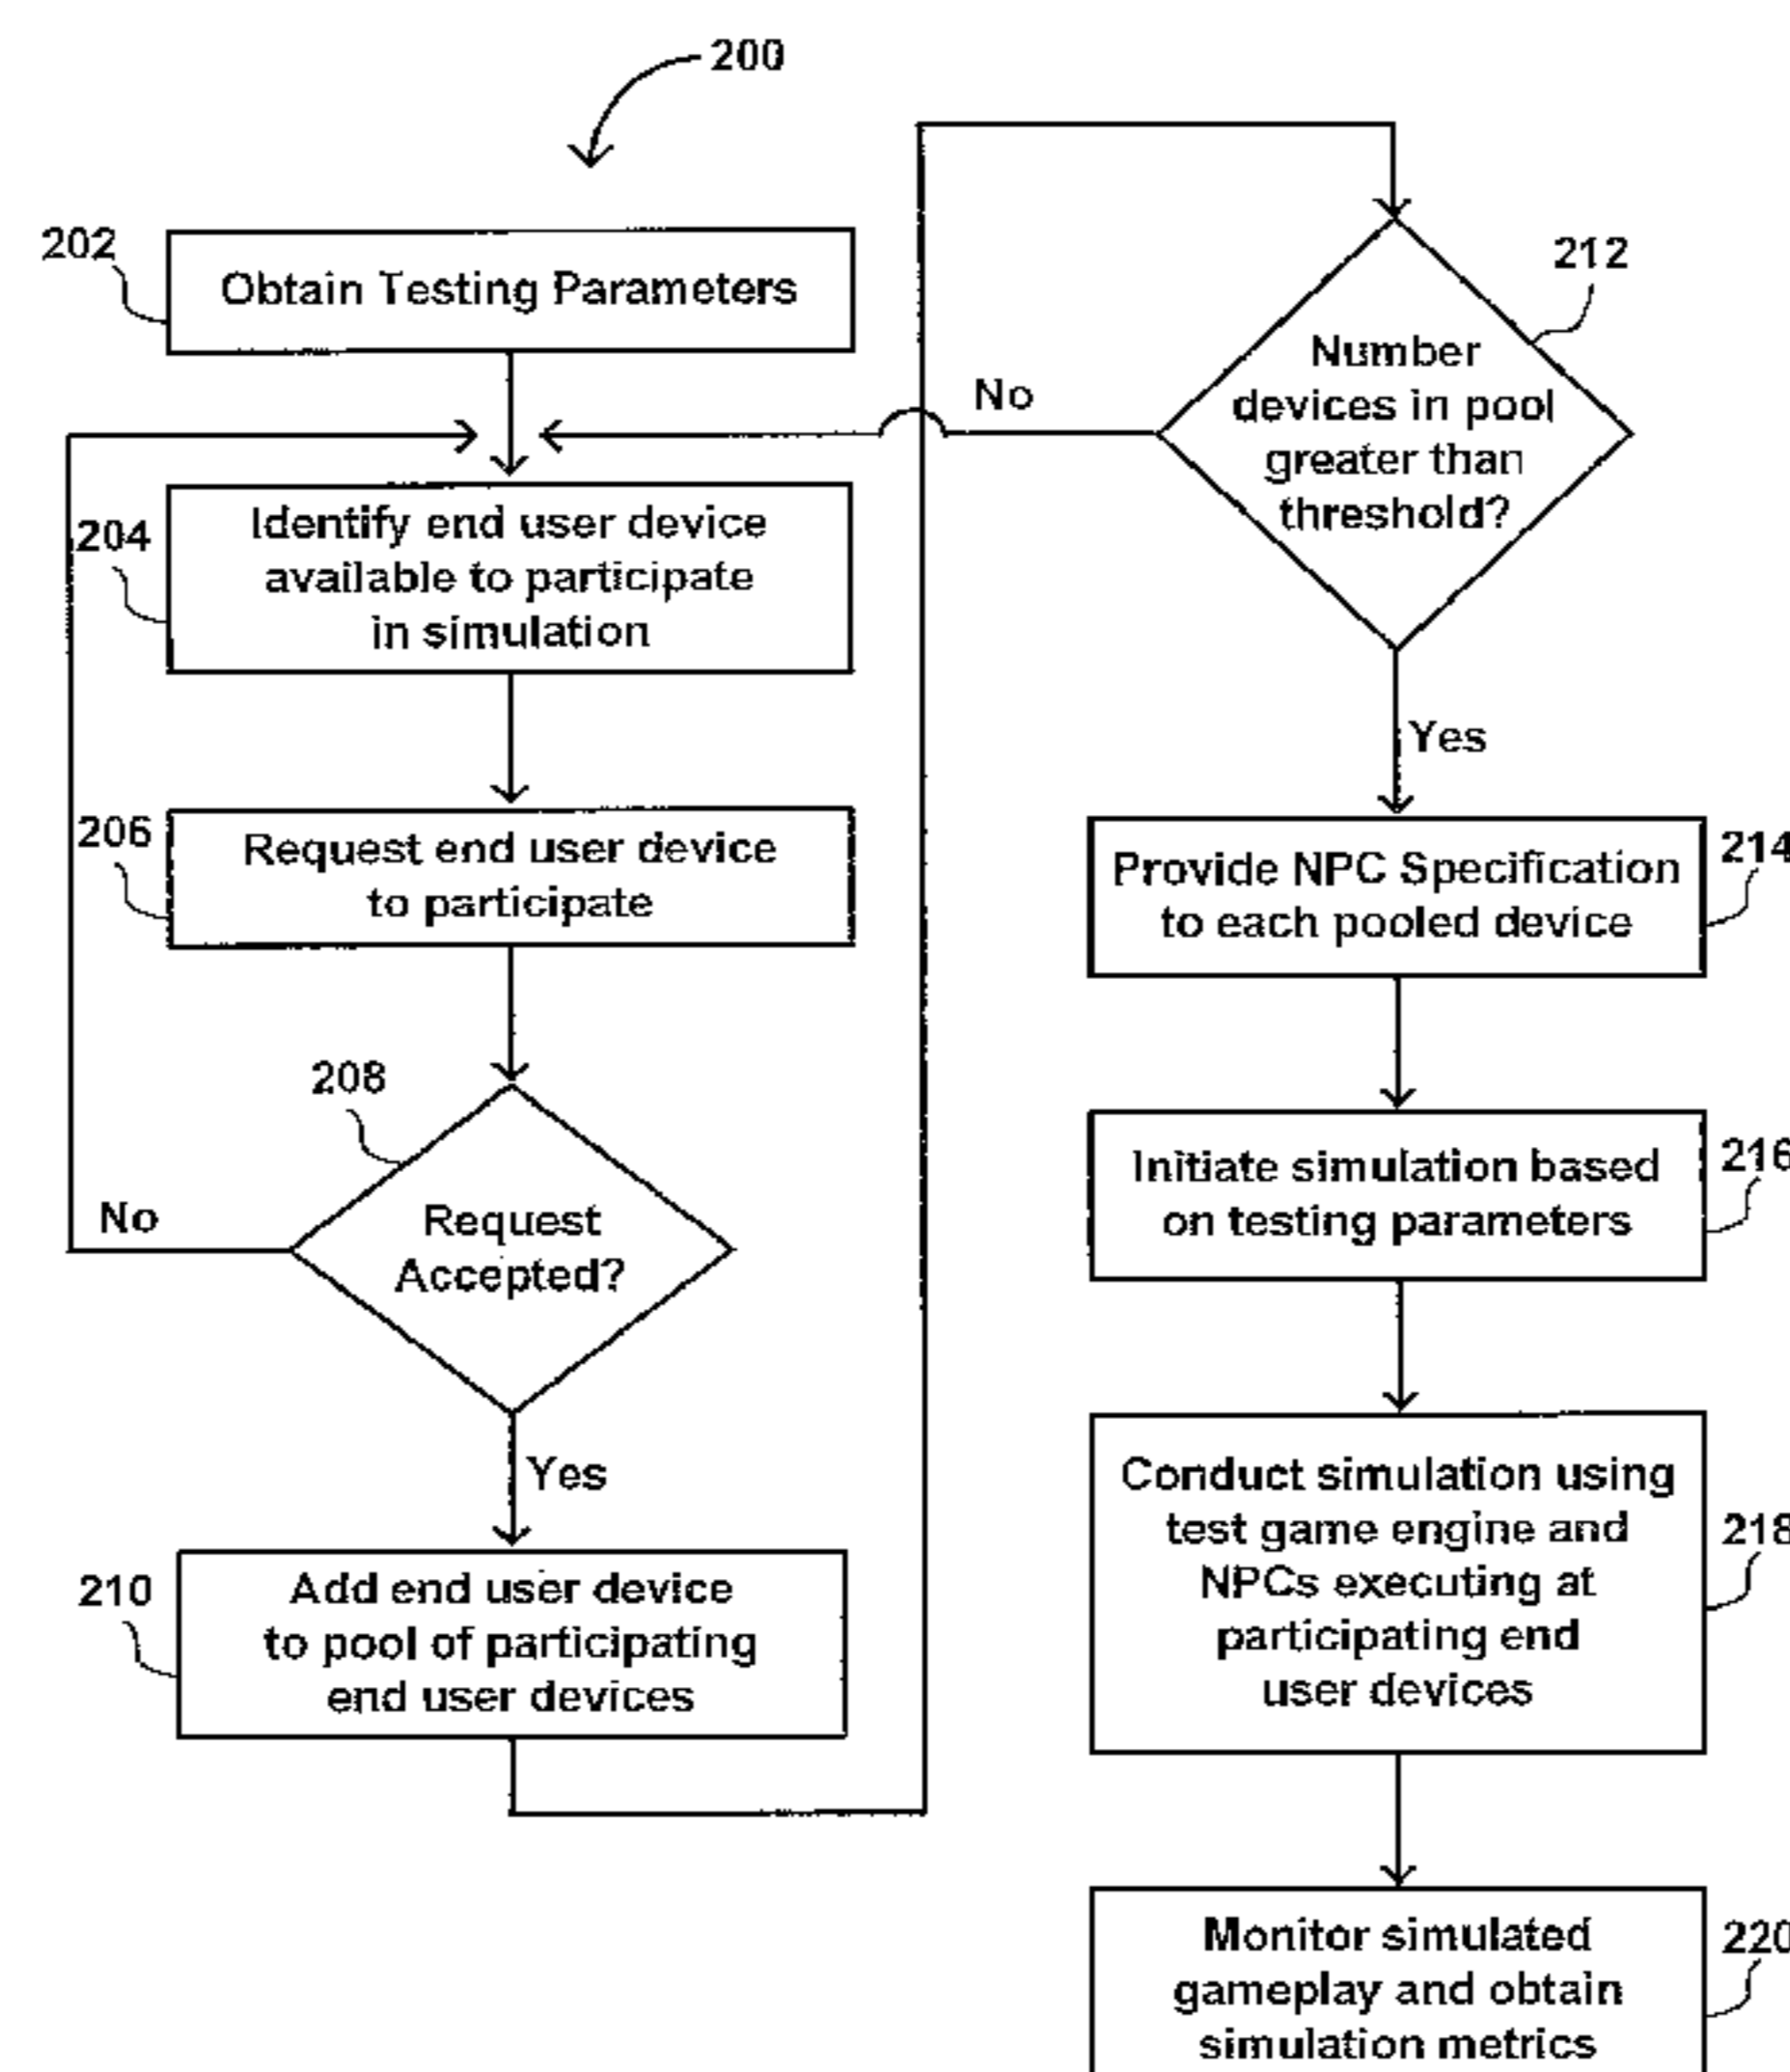 200
202
Obtain Testing Parameters
204
Identify end user device
available to participate
in simulation
206
Request end user device
to participate
208
Request
Accepted?
No
Yes
210
Add end user device
to pool of participating
end user devices
212
Number
devices in pool
greater than
threshold?
No
Yes
214
Provide NPC Specification
to each pooled device
216
Initiate simulation based
on testing parameters
218
Conduct simulation using
test game engine and
NPCs executing at
participating end
user devices
220
Monitor simulated
gameplay and obtain
simulation metrics